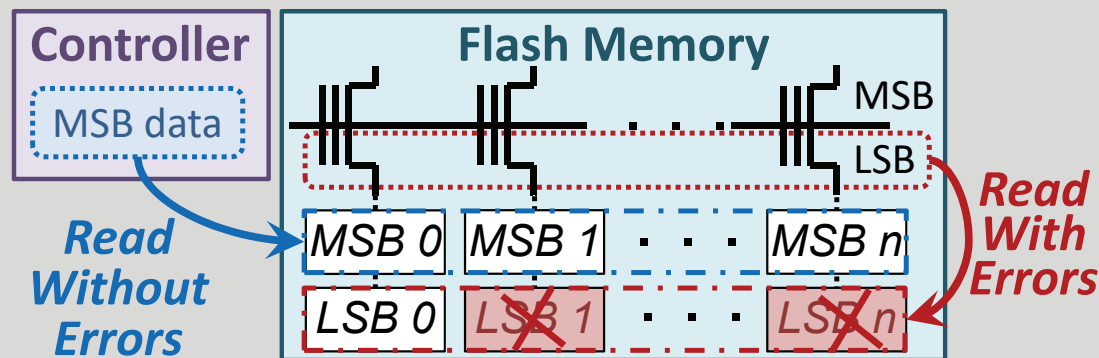 Controller
MSB data
Flash Memory
MSB
LSB
Read
Without
Errors
Read
With
Errors
MSB 0
MSB 1
. . .
MSB n
LSB 0
LSB 1
. . .
LSB n